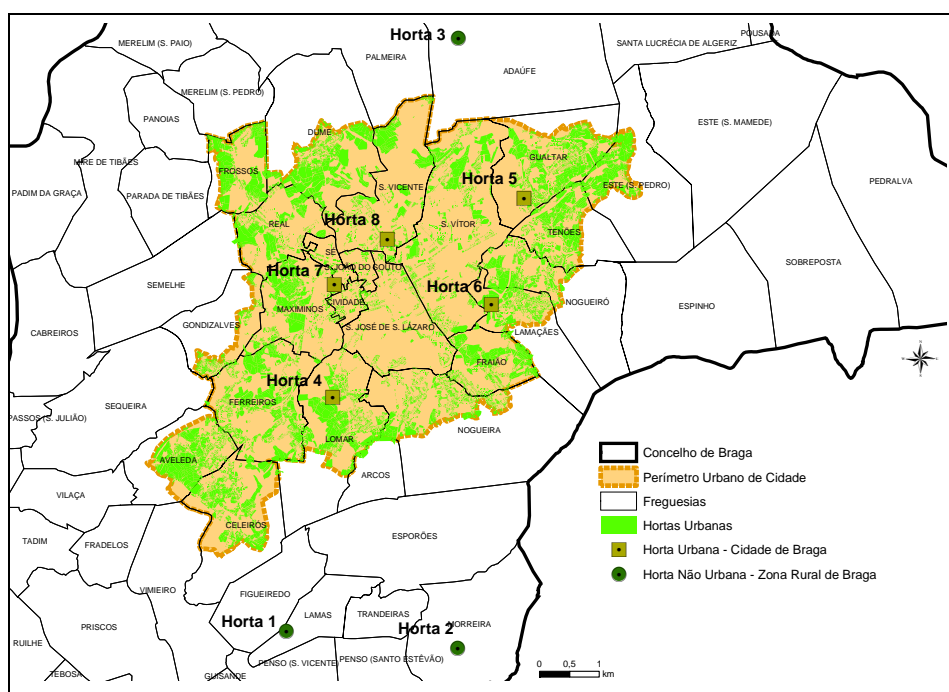 MERELIM (S. PAIO)
Horta 3
POUSADA
SANTA LUCRÉCIA DE ALGERIZ
PALMEIRA
ADAÚFE
MERELIM (S. PEDRO)
PANOIAS
ESTE (S. MAMEDE)
DUME
GUALTAR
MIRE DE TIBÃES
FROSSOS
Horta 5
S. VICENTE
ESTE (S. PEDRO)
PEDRALVA
PADIM DA GRAÇA
PARADA DE TIBÃES
REAL
Horta 8
S. VÍTOR
TENÕES
SÉ
S. JOÃO DO SOUTO
SOBREPOSTA
Horta 7
SEMELHE
Horta 6
CIVIDADE
NOGUEIRÓ
ESPINHO
MAXIMINOS
GONDIZALVES
S. JOSÉ DE S. LÁZARO
LAMAÇÃES
CABREIROS
FRAIÃO
Horta 4
FERREIROS
SEQUEIRA
PASSOS (S. JULIÃO)
NOGUEIRA
LOMAR
AVELEDA
ARCOS
VILAÇA
CELEIRÓS
ESPORÕES
TADIM
FRADELOS
VIMIEIRO
FIGUEIREDO
LAMAS
TRANDEIRAS
MORREIRA
Horta 1
Horta 2
PRISCOS
RUILHE
PENSO (S. VICENTE)
PENSO (SANTO ESTÊVÃO)
GUISANDE
TEBOSA
Concelho de Braga
Perímetro Urbano de Cidade
Freguesias
Hortas Urbanas
Horta Urbana - Cidade de Braga
Horta Não Urbana - Zona Rural de Braga
0 0,5 1
km